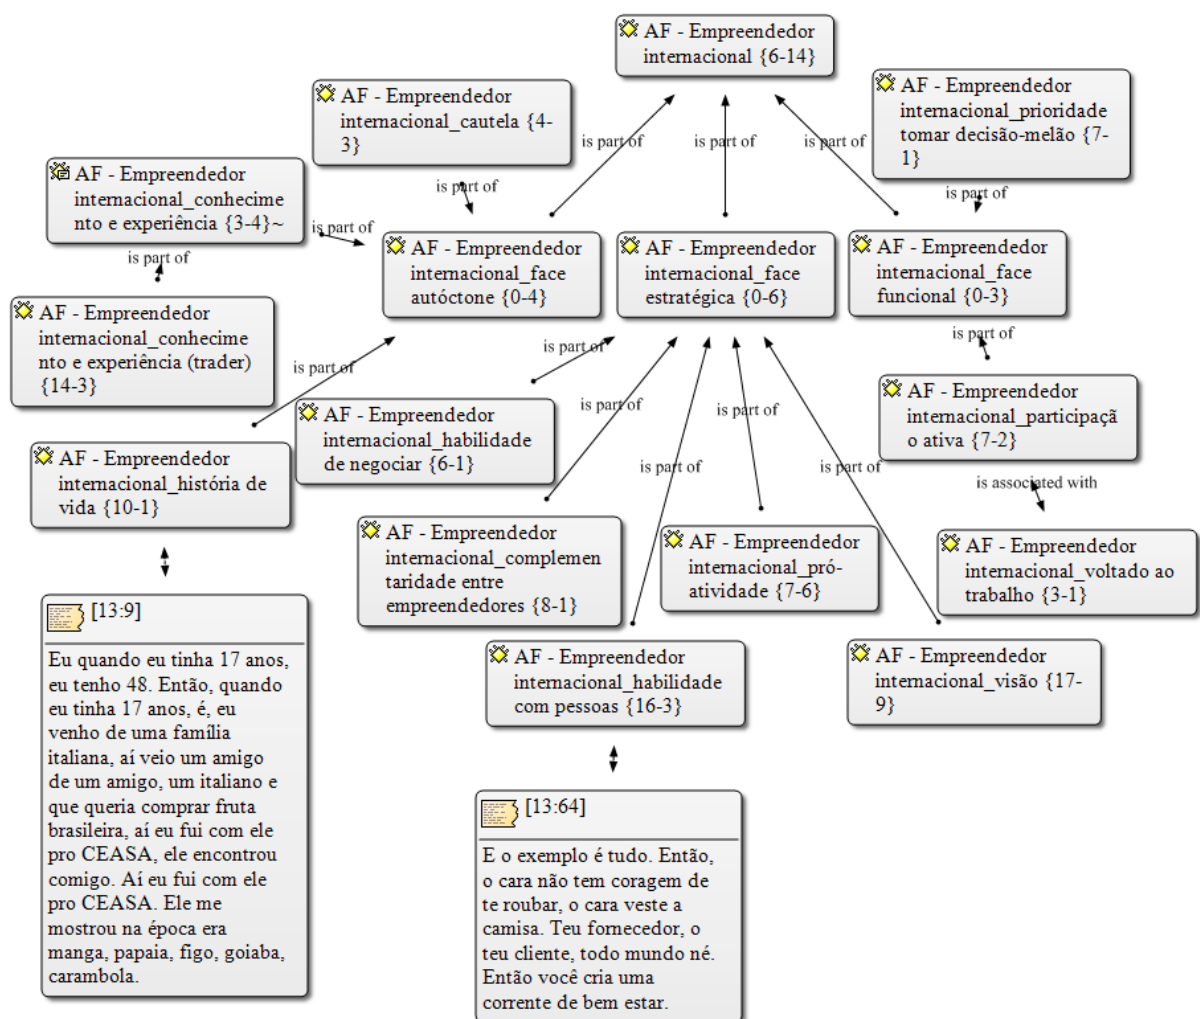 AF - Empreendedor
internacional {6-14}
AF - Empreendedor
internacional_cautela {4-
3}
AF - Empreendedor
internacional_prioridade
tomar decisão-melão {7-
1}
is part of
is part of
is part of
AF - Empreendedor
internacional_conhecime
nto e experiência {3-4}~
is part of
is part of
is part of
is part of
AF - Empreendedor
internacional_face
autóctone {0-4}
AF - Empreendedor
internacional_face
estratégica {0-6}
AF - Empreendedor
internacional_face
funcional {0-3}
AF - Empreendedor
internacional_conhecime
nto e experiência (trader)
{14-3}
is part of
is part of
is part of
is part of
is part of
AF - Empreendedor
internacional_habilidade
de negociar {6-1}
AF - Empreendedor
internacional_participaçã
o ativa {7-2}
AF - Empreendedor
internacional_história de
vida {10-1}
is part of
is part of
is associated with
AF - Empreendedor
internacional_complemen
taridade entre
empreendedores {8-1}
AF - Empreendedor
internacional_pró-
atividade {7-6}
AF - Empreendedor
internacional_voltado ao
trabalho {3-1}
AF - Empreendedor
internacional_habilidade
com pessoas {16-3}
AF - Empreendedor
internacional_visão {17-
9}
[13:9]
Eu quando eu tinha 17 anos,
eu tenho 48. Então, quando
eu tinha 17 anos, é, eu
venho de uma família
italiana, aí veio um amigo
de um amigo, um italiano e
que queria comprar fruta
brasileira, aí eu fui com ele
pro CEASA, ele encontrou
comigo. Aí eu fui com ele
pro CEASA. Ele me
mostrou na época era
manga, papaia, figo, goiaba,
carambola.
[13:64]
E o exemplo é tudo. Então,
o cara não tem coragem de
te roubar, o cara veste a
camisa. Teu fornecedor, o
teu cliente, todo mundo né.
Então você cria uma
corrente de bem estar.